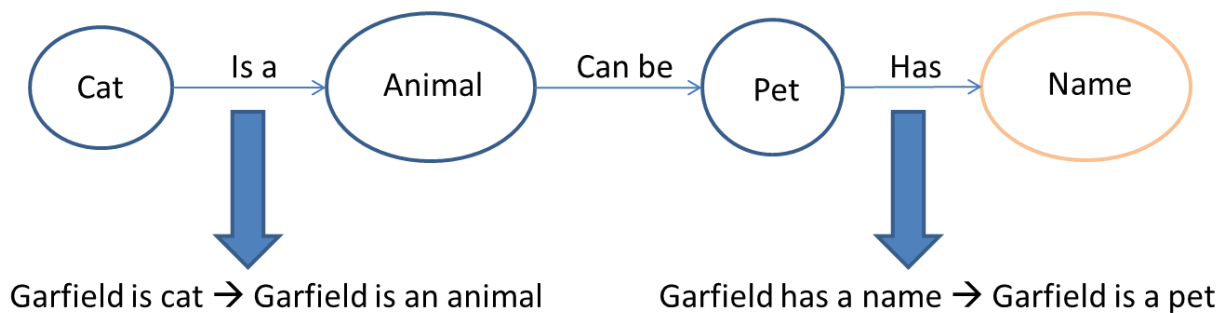 Cat Is a Animal Can be Pet Has Name
Garfield is cat → Garfield is an animal
Garfield has a name → Garfield is a pet